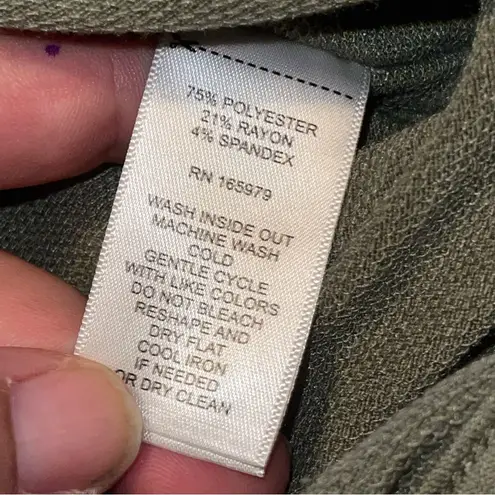 75% POLYESTER
21% RAYON
4% SPANDEX
RN 165979
WASH INSIDE OUT
MACHINE WASH
COLD
GENTLE CYCLE
WITH LIKE COLORS
DO NOT BLEACH
RESHAPE AND
DRY FLAT
COOL IRON
IF NEEDED
OR DRY CLEAN